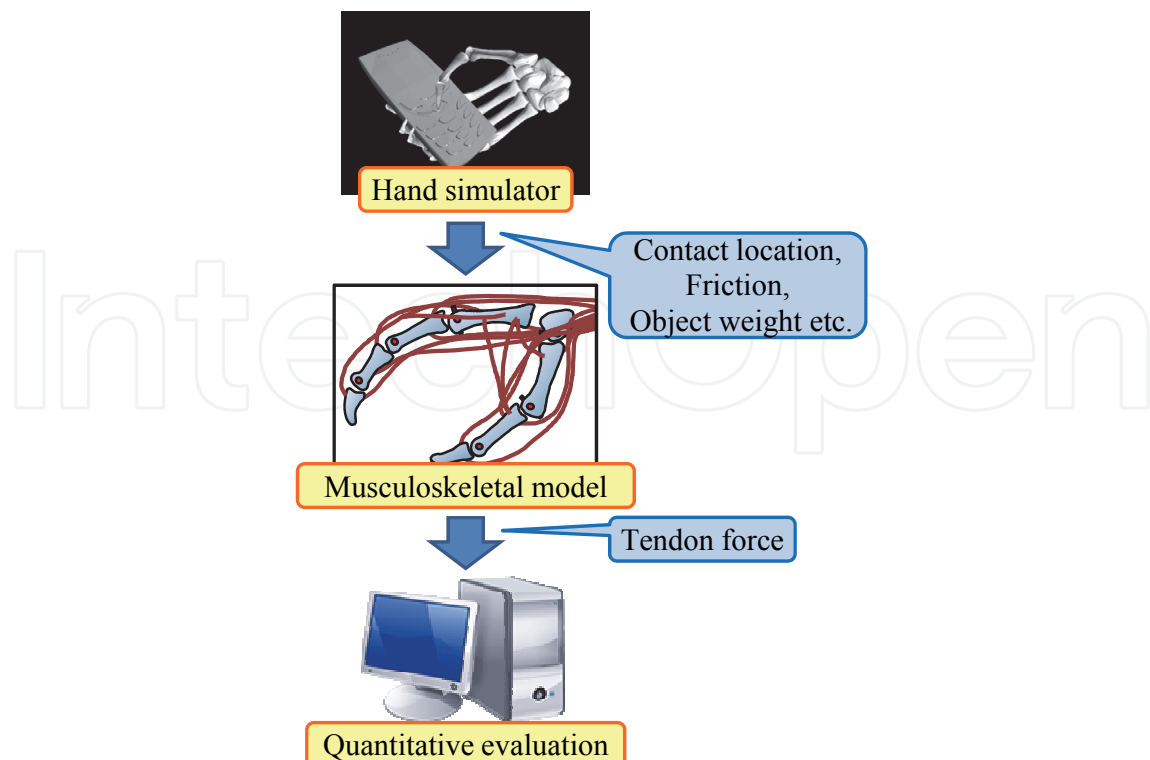 Hand simulator
Contact location,
Friction,
Object weight etc.
IntechOpen
Musculoskeletal model
Tendon force
Quantitative evaluation